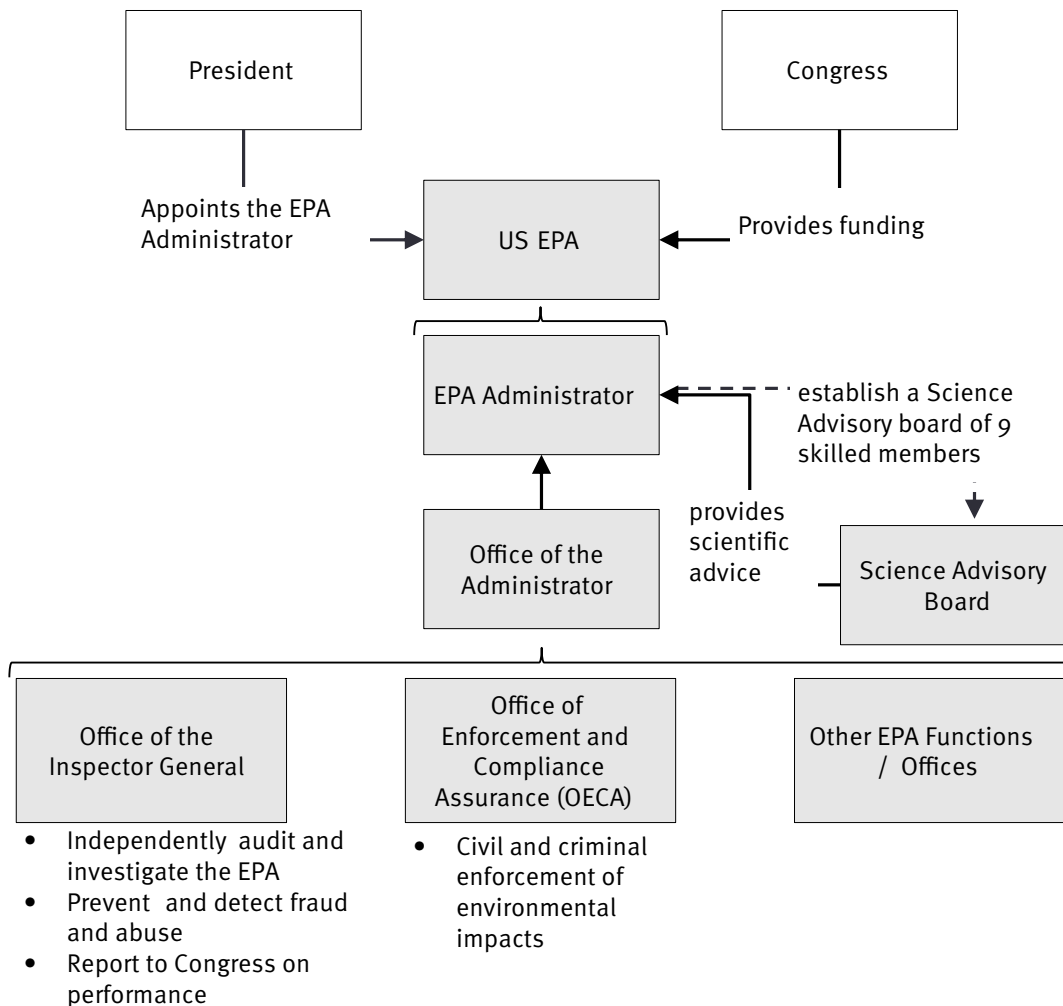 President
Congress
Appoints the EPA
Administrator
US EPA
Provides funding
EPA Administrator
establish a Science
Advisory board of 9
skilled members
provides
scientific
advice
Office of the
Administrator
Science Advisory
Board
Office of the
Inspector General
Office of
Enforcement and
Compliance
Assurance (OECA)
Other EPA Functions
/ Offices
• Independently audit and
investigate the EPA
• Prevent and detect fraud
and abuse
• Report to Congress on
performance
• Civil and criminal
enforcement of
environmental
impacts